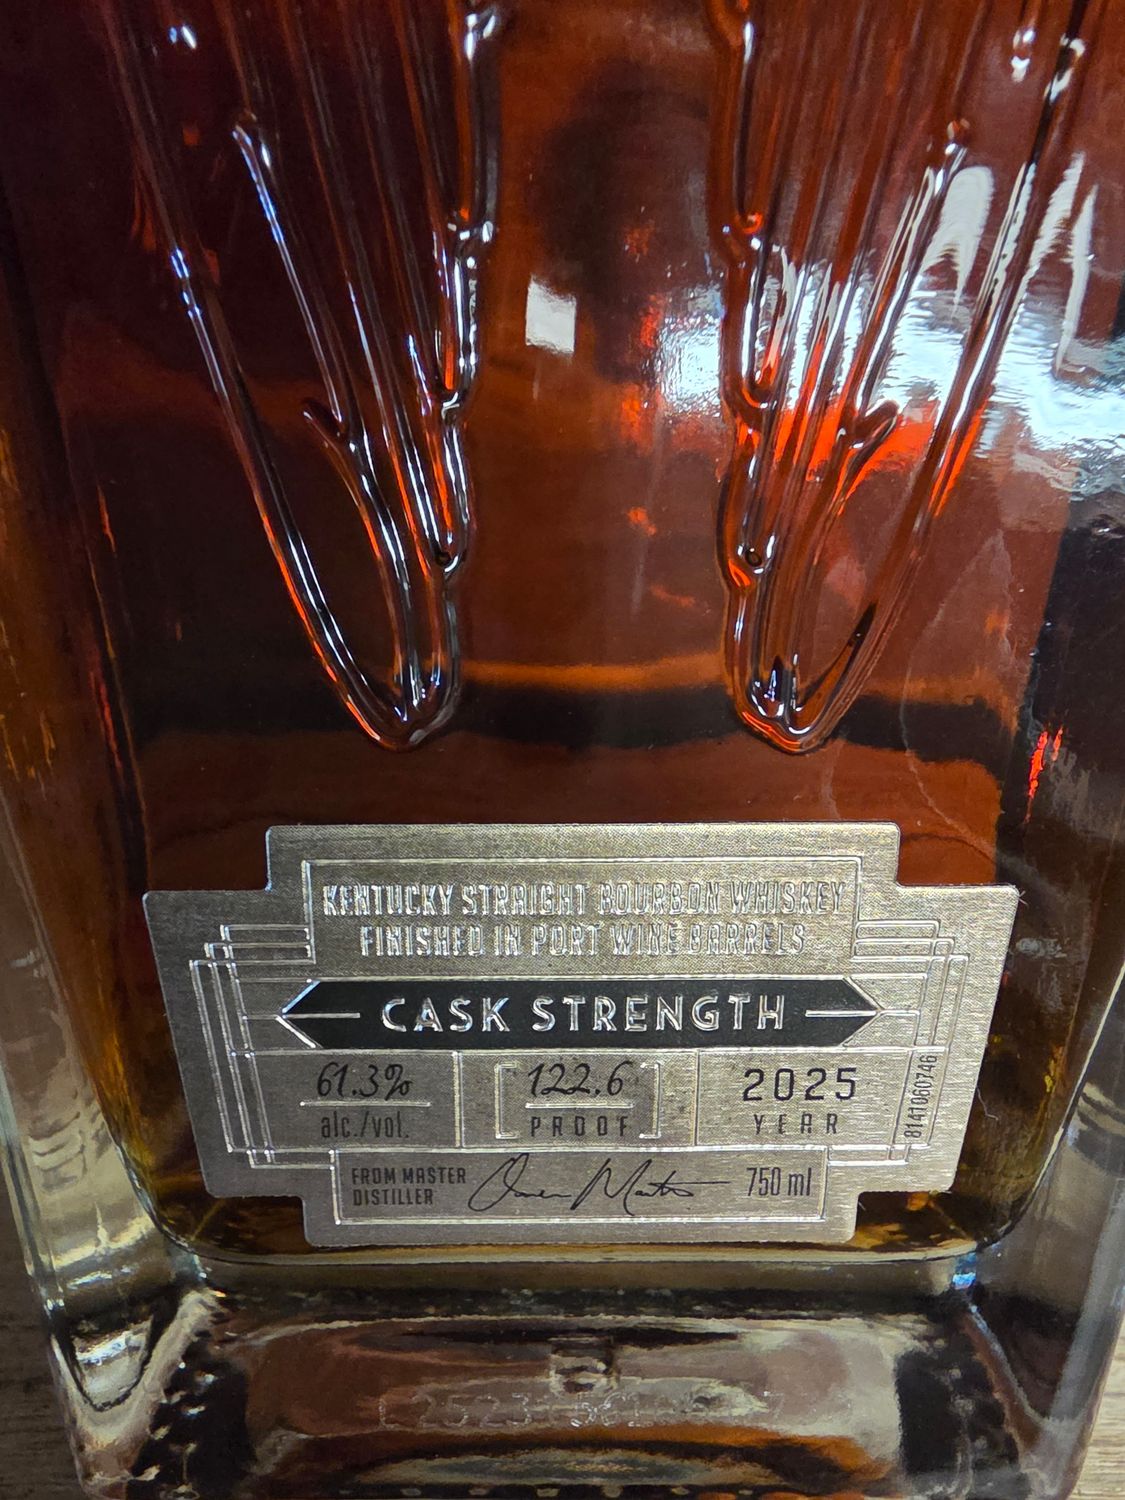 KENTUCKY STRAIGHT BOURBON WHISKEY
FINISHED IN PORT WINE BARRELS
CASK STRENGTH
61.3%
alc./vol.
122.6
PROOF
2025
YEAR
8141060746
FROM MASTER
DISTILLER
750 ml